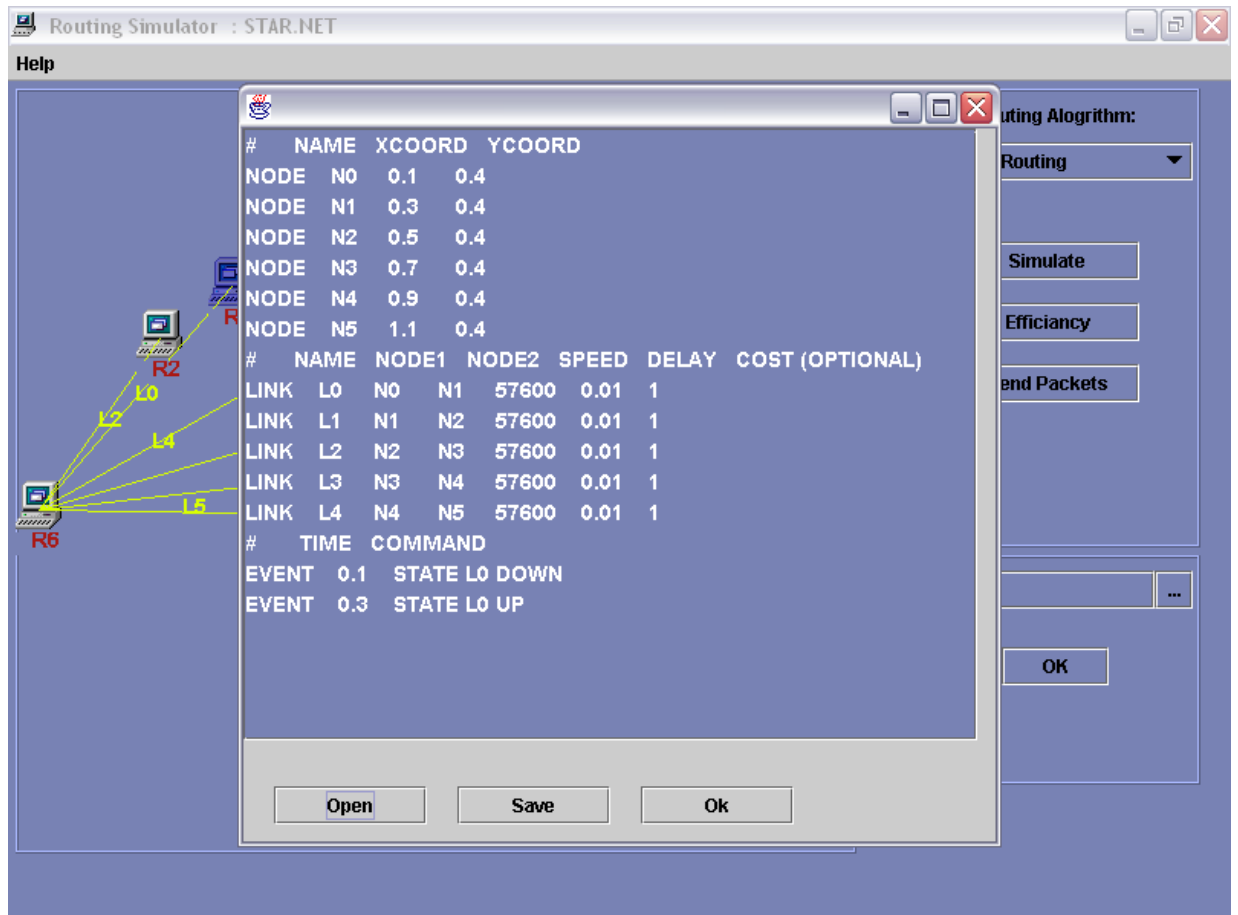 Routing Simulator : STAR.NET
Help
# NAME XCOORD YCOORD
NODE N0 0.1 0.4
NODE N1 0.3 0.4
NODE N2 0.5 0.4
NODE N3 0.7 0.4
NODE N4 0.9 0.4
NODE N5 1.1 0.4
# NAME NODE1 NODE2 SPEED DELAY COST (OPTIONAL)
LINK L0 N0 N1 57600 0.01 1
LINK L1 N1 N2 57600 0.01 1
LINK L2 N2 N3 57600 0.01 1
LINK L3 N3 N4 57600 0.01 1
LINK L4 N4 N5 57600 0.01 1
# TIME COMMAND
EVENT 0.1 STATE L0 DOWN
EVENT 0.3 STATE L0 UP
Open Save Ok
R
R2
L0
L2
L4
L5
R6
uting Alogrithm:
Routing
Simulate
Efficiancy
end Packets
...
OK